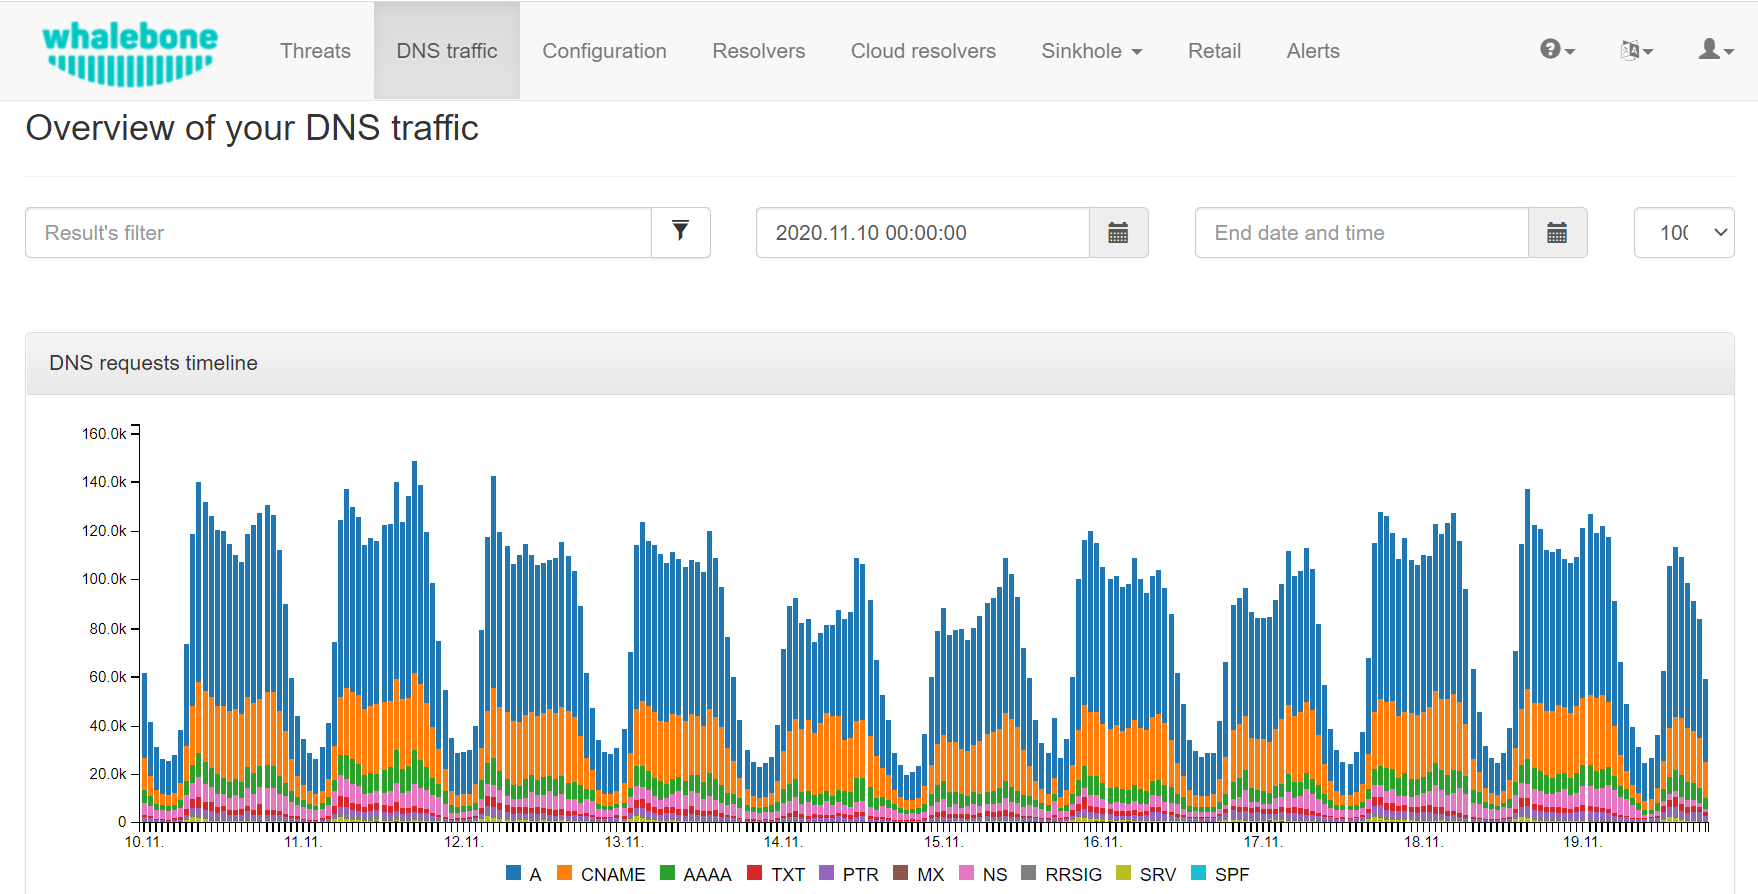 whalebone
Threats DNS traffic Configuration Resolvers Cloud resolvers Sinkhole Retail Alerts
Overview of your DNS traffic
Result's filter 2020.11.10 00:00:00 End date and time 100
DNS requests timeline
160.0k
140.0k
120.0k
100.0k
80.0k
60.0k
40.0k
20.0k
0
10.11. 11.11. 12.11. 13.11. 14.11. 15.11. 16.11. 17.11. 18.11. 19.11.
A CNAME AAAA TXT PTR MX NS RRSIG SRV SPF